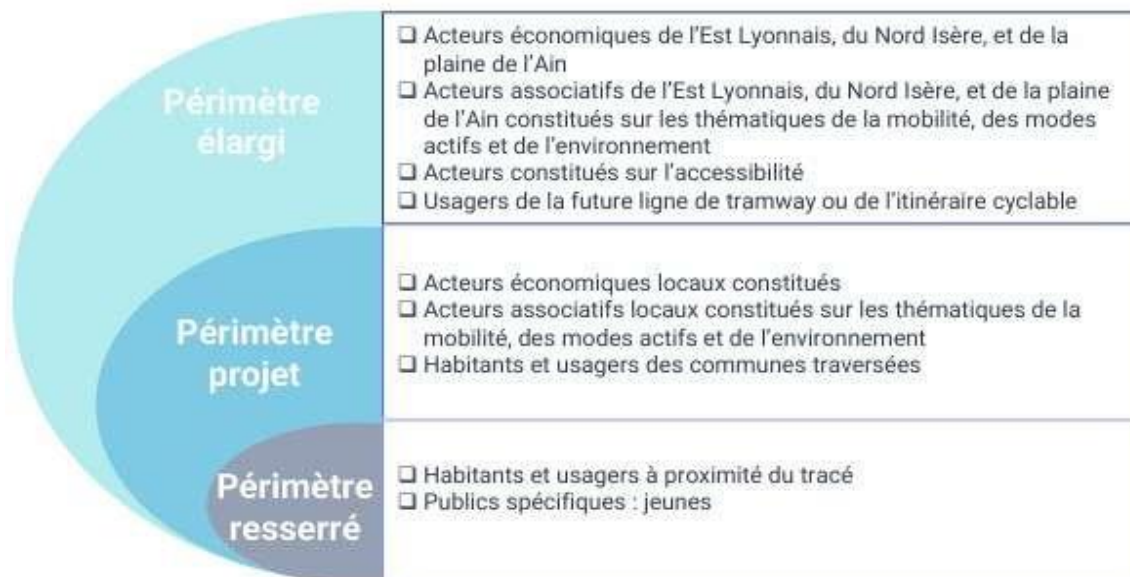 Périmètre
élargi
❑ Acteurs économiques de l'Est Lyonnais, du Nord Isère, et de la
plaine de l'Ain
❑ Acteurs associatifs de l'Est Lyonnais, du Nord Isère, et de la plaine
de l'Ain constitués sur les thématiques de la mobilité, des modes
actifs et de l'environnement
❑ Acteurs constitués sur l'accessibilité
❑ Usagers de la future ligne de tramway ou de l'itinéraire cyclable
Périmètre
projet
❑ Acteurs économiques locaux constitués
❑ Acteurs associatifs locaux constitués sur les thématiques de la
mobilité, des modes actifs et de l'environnement
❑ Habitants et usagers des communes traversées
Périmètre
resserré
❑ Habitants et usagers à proximité du tracé
❑ Publics spécifiques : jeunes